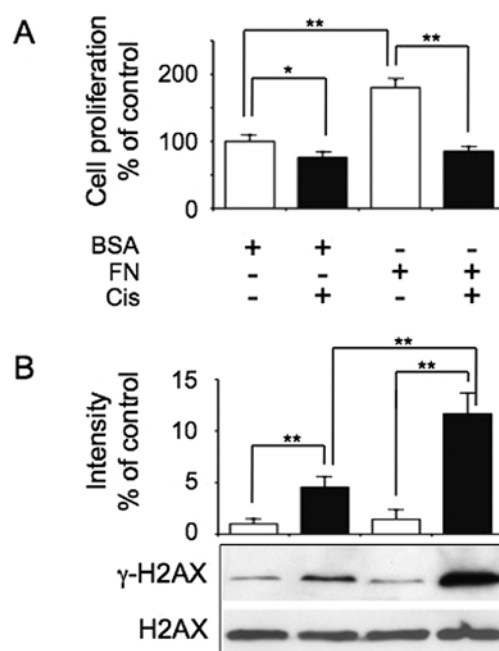 A
Cell proliferation
% of control
200
100
0
**
*
**
BSA + + - -
FN - - + +
Cis - + - +
B
Intensity
% of control
15
10
5
0
**
**
**
γ-H2AX
H2AX